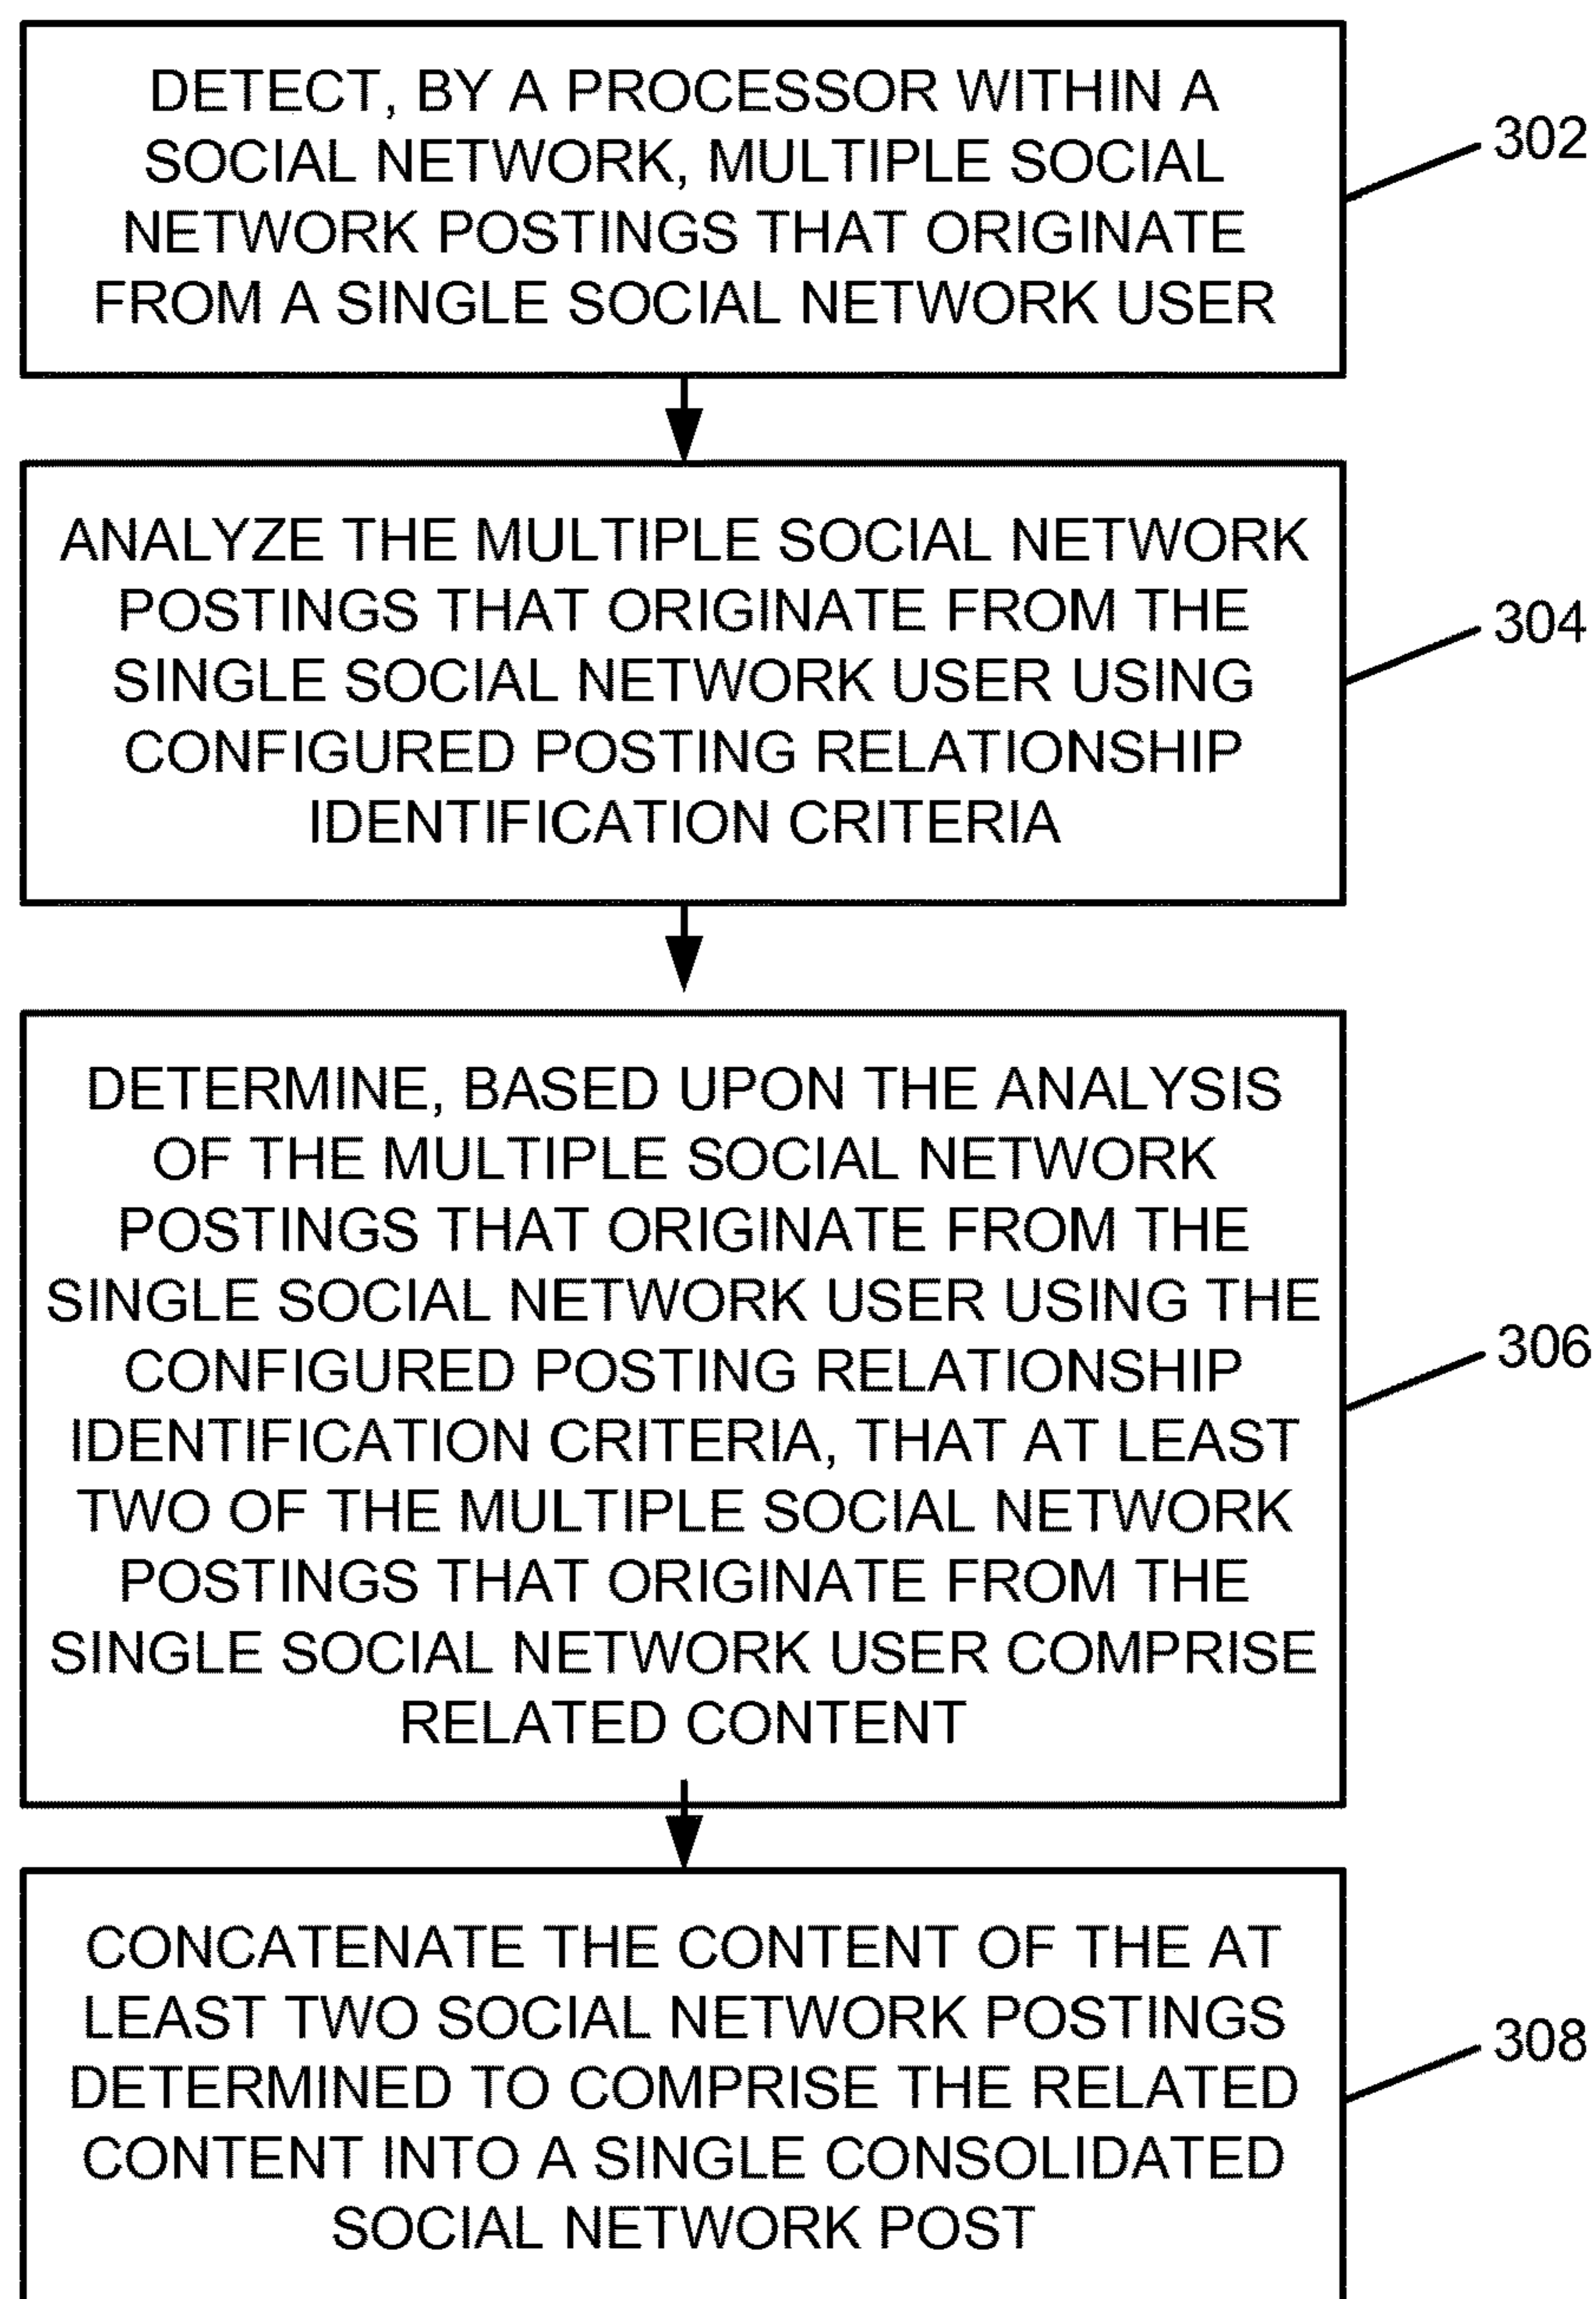 DETECT, BY A PROCESSOR WITHIN A
SOCIAL NETWORK, MULTIPLE SOCIAL
NETWORK POSTINGS THAT ORIGINATE
FROM A SINGLE SOCIAL NETWORK USER
302
ANALYZE THE MULTIPLE SOCIAL NETWORK
POSTINGS THAT ORIGINATE FROM THE
SINGLE SOCIAL NETWORK USER USING
CONFIGURED POSTING RELATIONSHIP
IDENTIFICATION CRITERIA
304
DETERMINE, BASED UPON THE ANALYSIS
OF THE MULTIPLE SOCIAL NETWORK
POSTINGS THAT ORIGINATE FROM THE
SINGLE SOCIAL NETWORK USER USING THE
CONFIGURED POSTING RELATIONSHIP
IDENTIFICATION CRITERIA, THAT AT LEAST
TWO OF THE MULTIPLE SOCIAL NETWORK
POSTINGS THAT ORIGINATE FROM THE
SINGLE SOCIAL NETWORK USER COMPRISE
RELATED CONTENT
306
CONCATENATE THE CONTENT OF THE AT
LEAST TWO SOCIAL NETWORK POSTINGS
DETERMINED TO COMPRISE THE RELATED
CONTENT INTO A SINGLE CONSOLIDATED
SOCIAL NETWORK POST
308